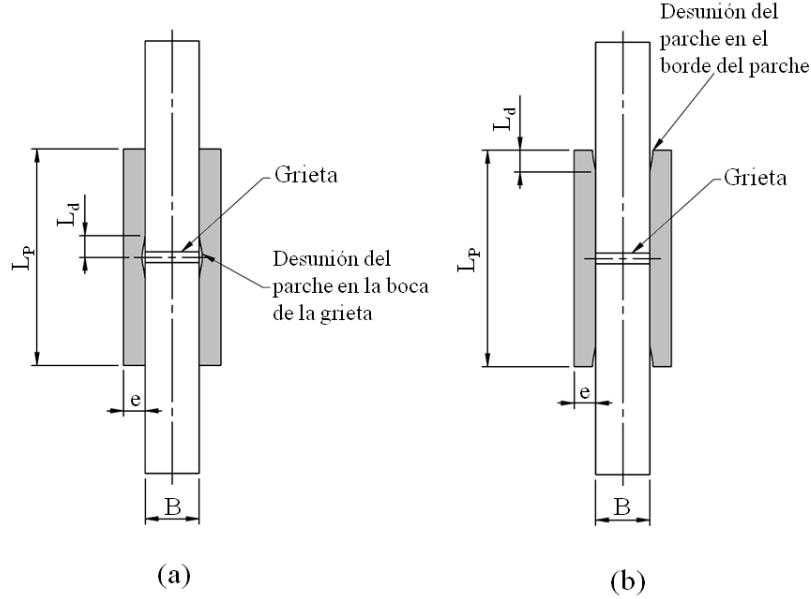 L_d
L_P
Grieta
Desunión del
parche en la boca
de la grieta
e
B
(a)
Desunión del
parche en el
borde del parche
L_d
L_P
Grieta
e
B
(b)